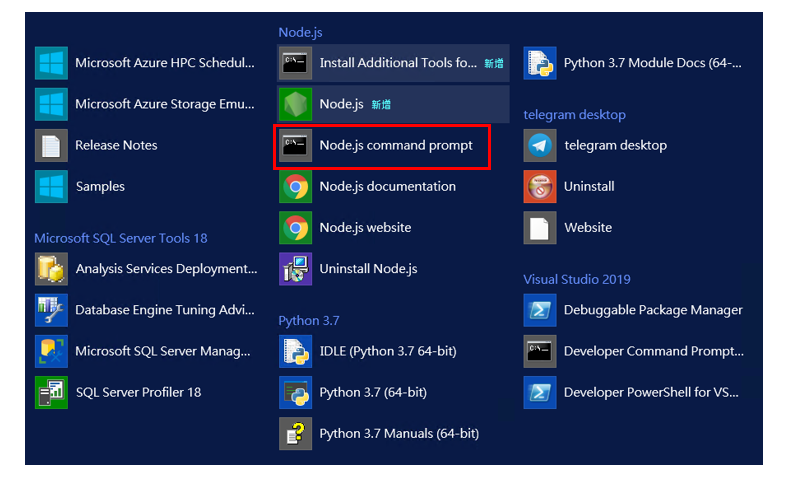 Microsoft Azure HPC Schedul...
Microsoft Azure Storage Emu...
Release Notes
Samples
Microsoft SQL Server Tools 18
Analysis Services Deployment...
Database Engine Tuning Advi...
Microsoft SQL Server Manag...
SQL Server Profiler 18
Node.js
Install Additional Tools fo... 新增
Node.js 新增
Node.js command prompt
Node.js documentation
Node.js website
Uninstall Node.js
Python 3.7
IDLE (Python 3.7 64-bit)
Python 3.7 (64-bit)
Python 3.7 Manuals (64-bit)
Python 3.7 Module Docs (64-...
telegram desktop
telegram desktop
Uninstall
Website
Visual Studio 2019
Debuggable Package Manager
Developer Command Prompt...
Developer PowerShell for VS...